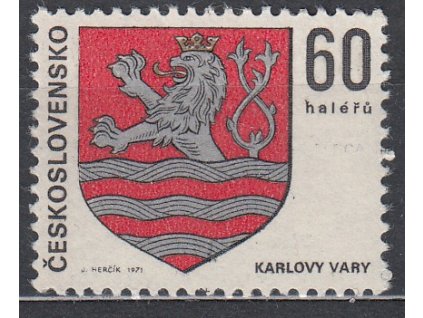 ČESKOSLOVENSKO
60
haléřů
J. HERČÍK 1971
KARLOVY VARY